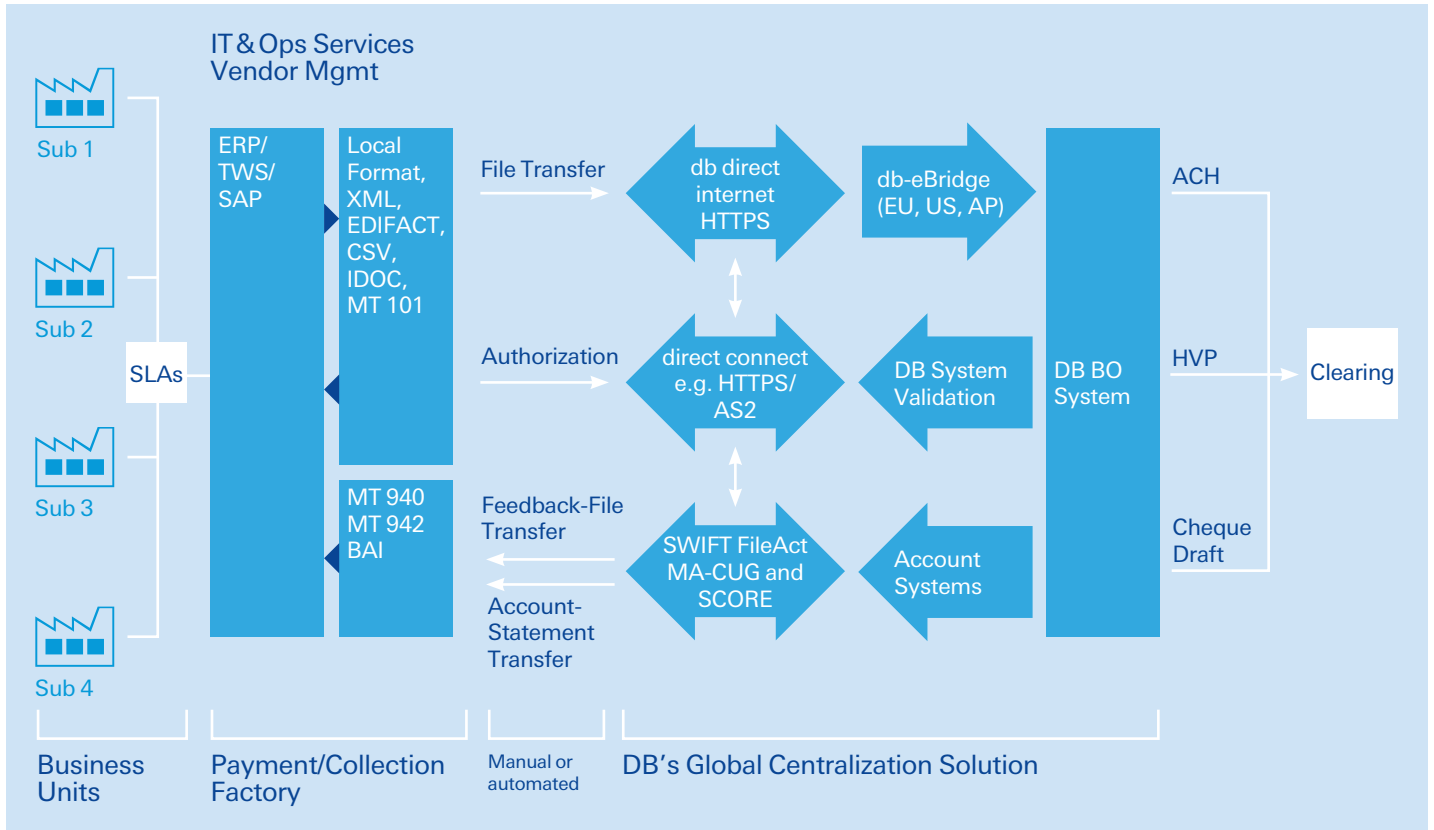 IT & Ops Services
Vendor Mgmt
Sub 1
Sub 2
SLAs
Sub 3
Sub 4
ERP/
TWS/
SAP
Local
Format,
XML,
EDIFACT,
CSV,
IDOC,
MT 101
MT 940
MT 942
BAI
File Transfer
Authorization
Feedback-File
Transfer
Account-
Statement
Transfer
db direct
internet
HTTPS
direct connect
e.g. HTTPS/
AS2
SWIFT FileAct
MA-CUG and
SCORE
db-eBridge
(EU, US, AP)
DB System
Validation
Account
Systems
DB BO
System
ACH
HVP
Cheque
Draft
Clearing
Business
Units
Payment/Collection
Factory
Manual or
automated
DB's Global Centralization Solution